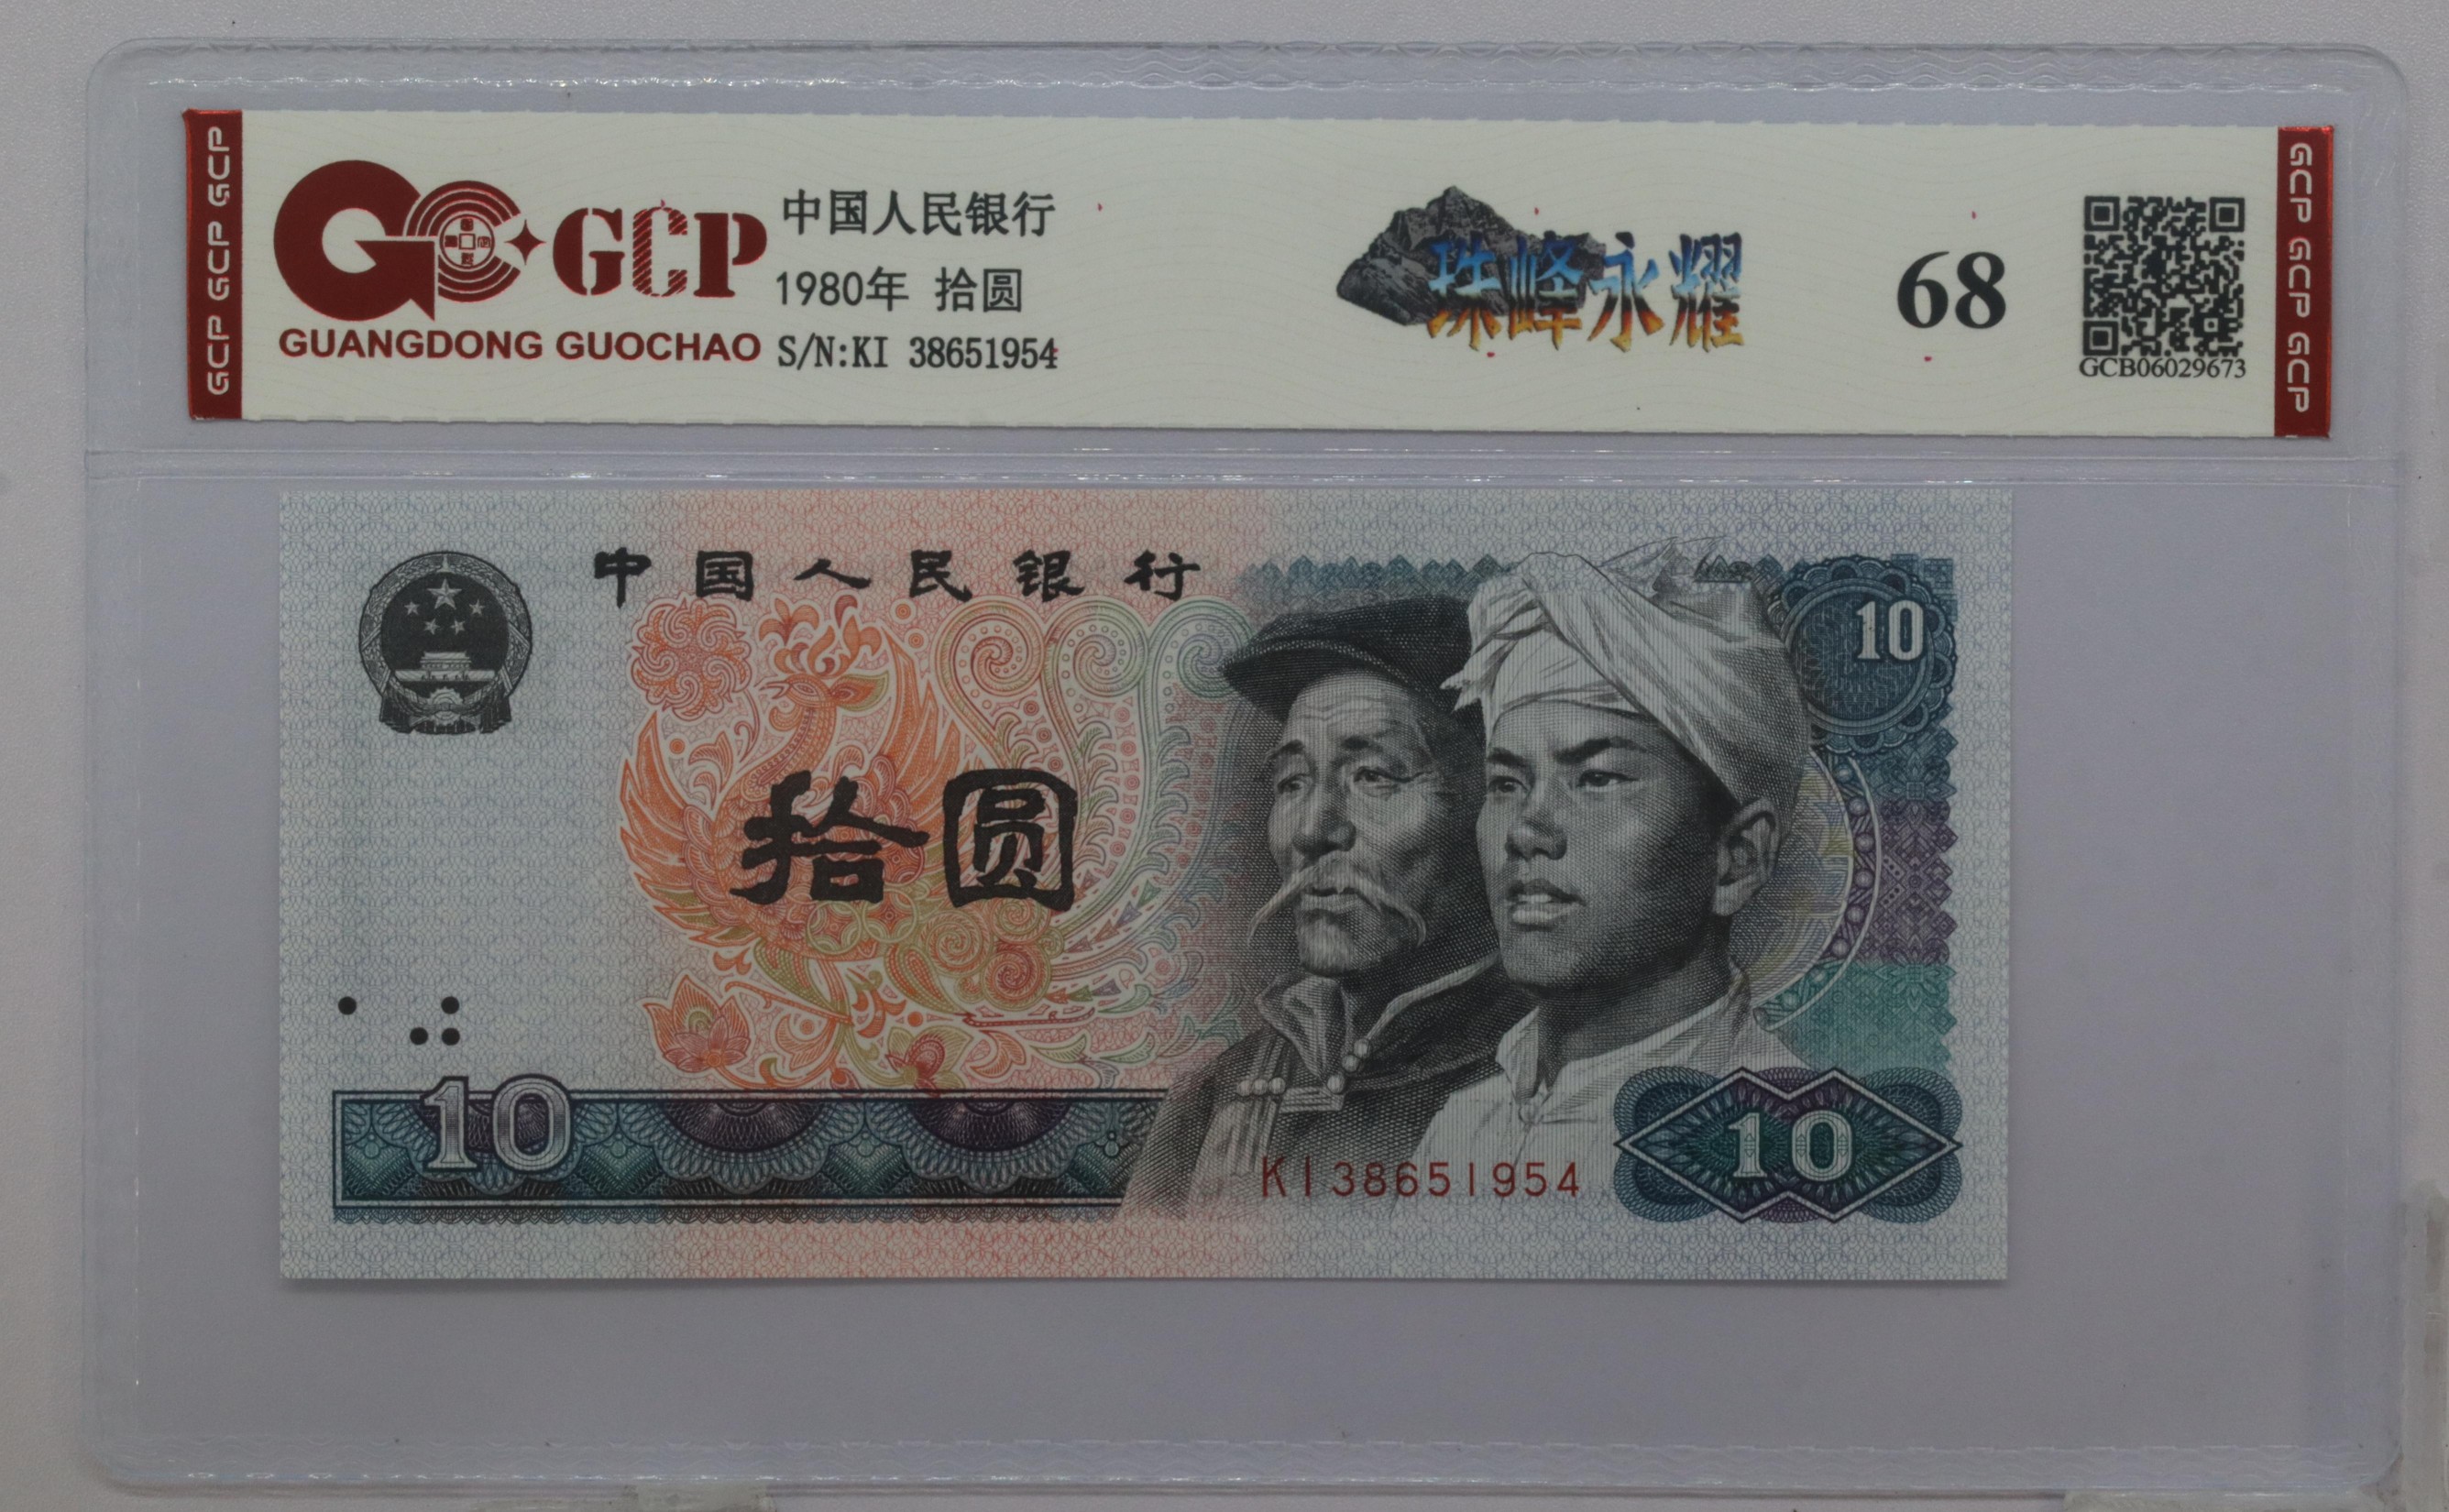 GCP GCP GCP
GCP
GUANGDONG GUOCHAO
中国人民银行
1980年 拾圆
S/N:KI 38651954
珠峰永耀
68
GCB06029673
GCP GCP GCP
中国人民银行
10
拾圆
10
10
KI38651954